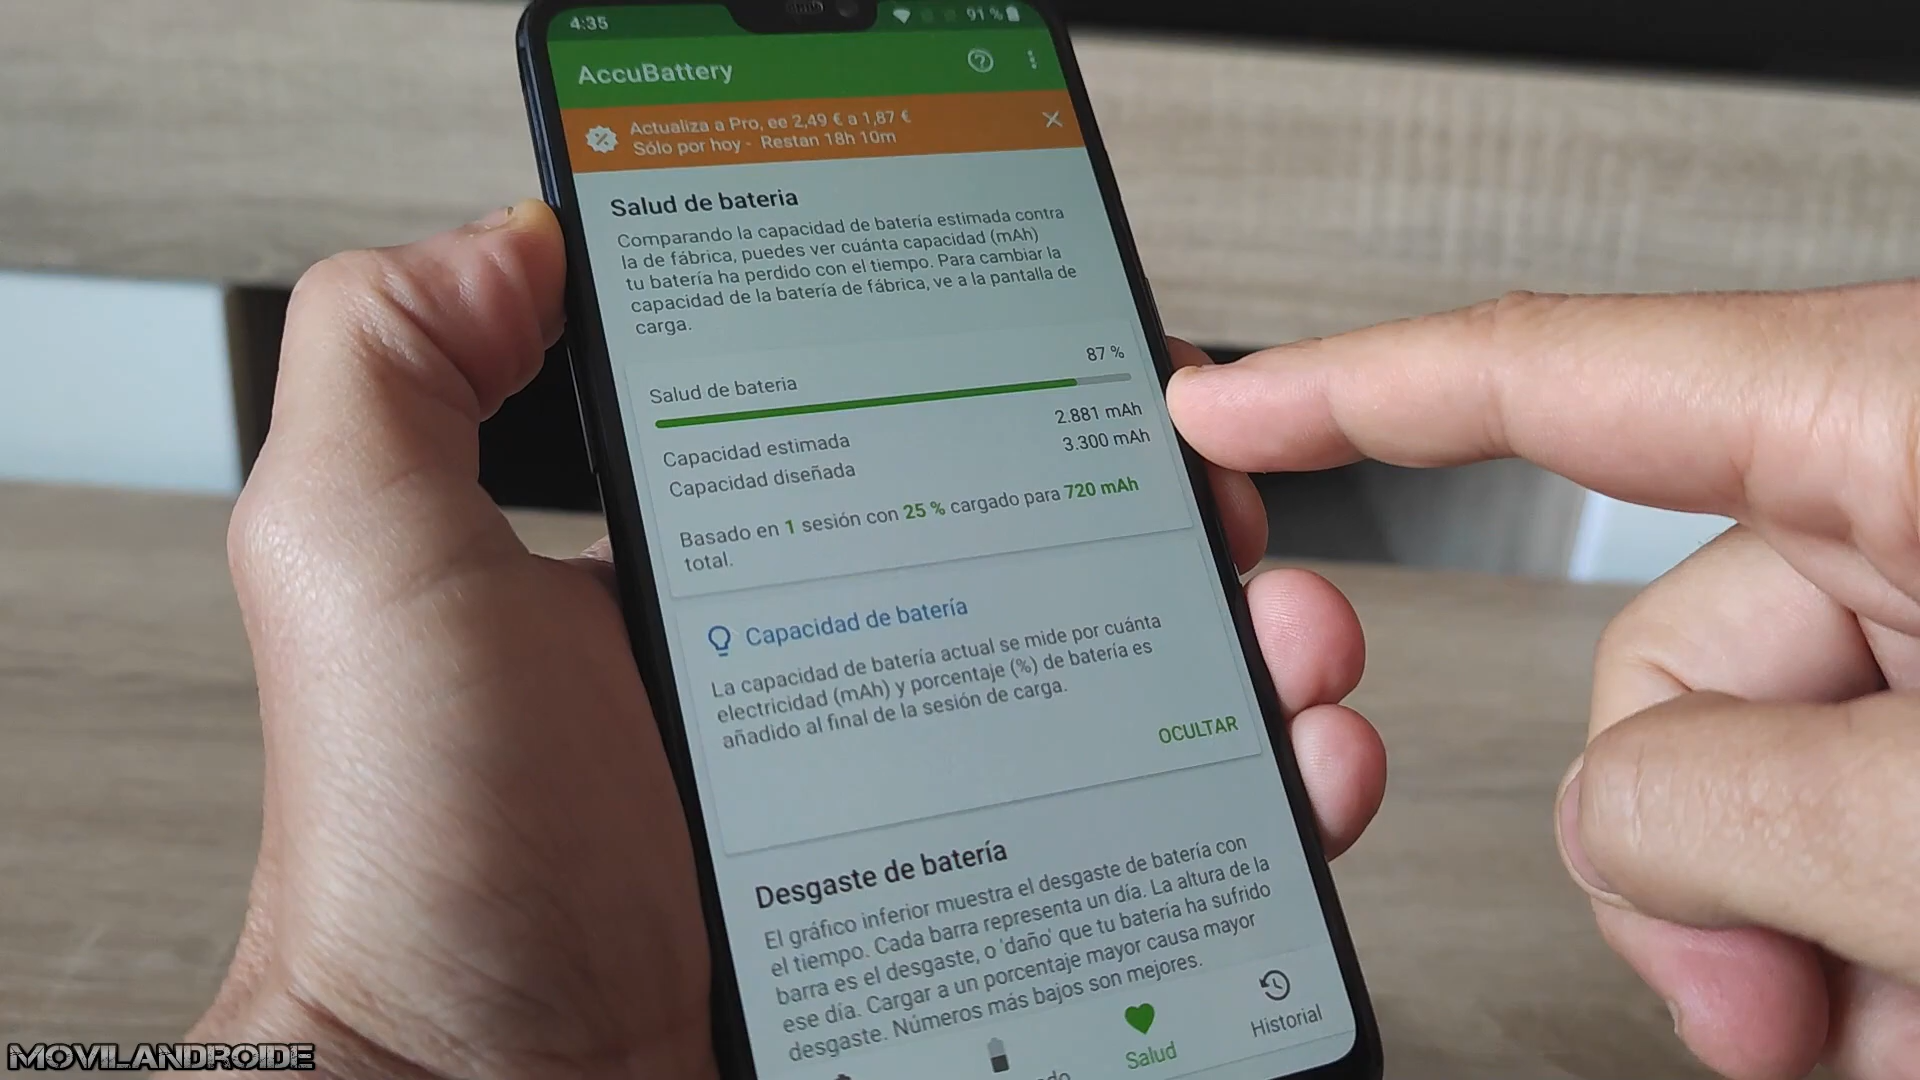 4:35
91 %
AccuBattery
Actualiza a Pro, ee 2,49 € a 1,87 €
Sólo por hoy - Restan 18h 10m
Salud de bateria
Comparando la capacidad de batería estimada contra
la de fábrica, puedes ver cuánta capacidad (mAh)
tu batería ha perdido con el tiempo. Para cambiar la
capacidad de la batería de fábrica, ve a la pantalla de
carga.
87 %
Salud de bateria
Capacidad estimada 2.881 mAh
Capacidad diseñada 3.300 mAh
Basado en 1 sesión con 25 % cargado para 720 mAh
total.
Capacidad de batería
La capacidad de batería actual se mide por cuánta
electricidad (mAh) y porcentaje (%) de batería es
añadido al final de la sesión de carga.
OCULTAR
Desgaste de batería
El gráfico inferior muestra el desgaste de batería con
el tiempo. Cada barra representa un día. La altura de la
barra es el desgaste, o 'daño' que tu batería ha sufrido
ese día. Cargar a un porcentaje mayor causa mayor
desgaste. Números más bajos son mejores.
Salud
Historial
MOVILANDROIDE